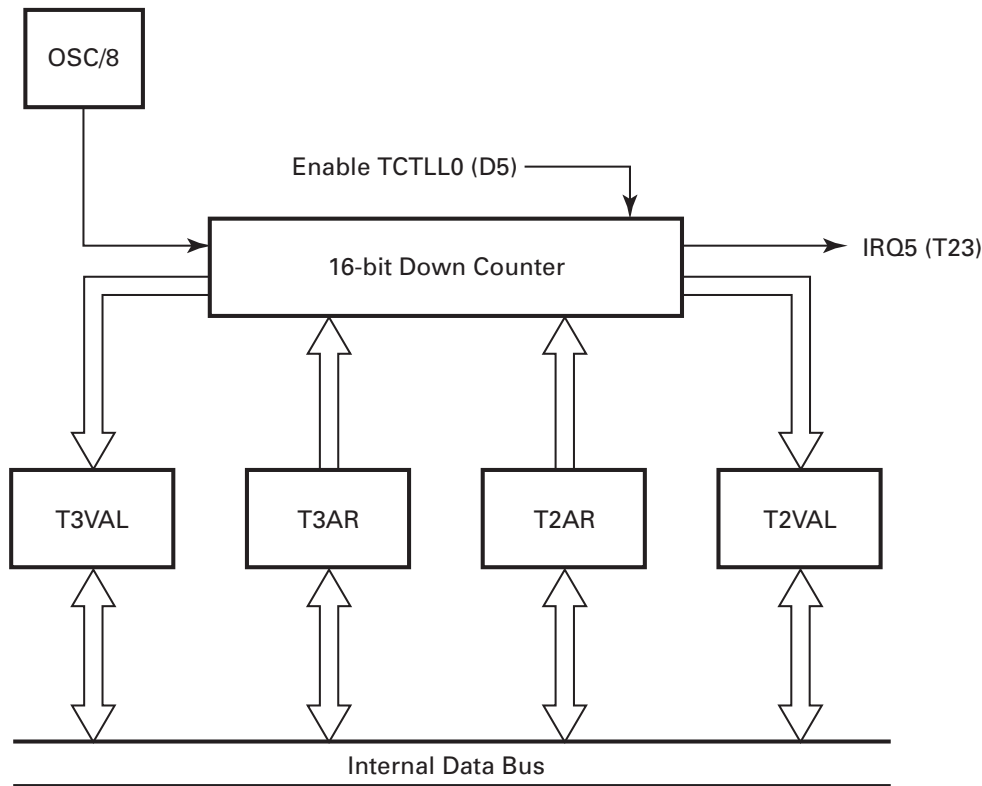 OSC/8
Enable TCTLL0 (D5)
16-bit Down Counter
IRQ5 (T23)
T3VAL
T3AR
T2AR
T2VAL
Internal Data Bus